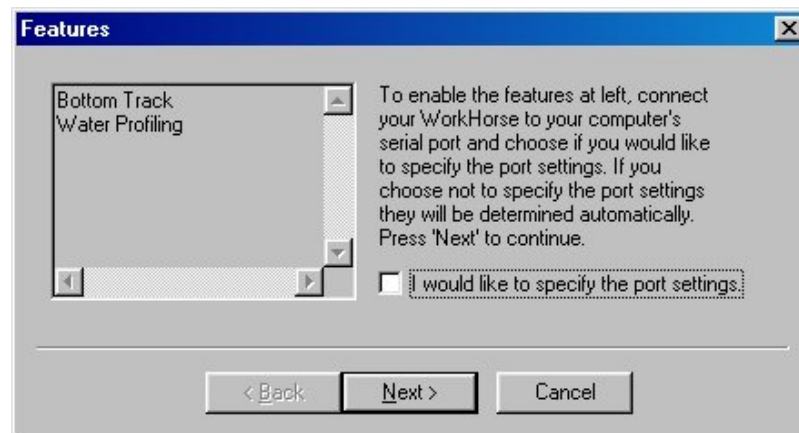 Features
Bottom Track
Water Profiling
To enable the features at left, connect
your WorkHorse to your computer's
serial port and choose if you would like
to specify the port settings. If you
choose not to specify the port settings
they will be determined automatically.
Press 'Next' to continue.
I would like to specify the port settings.
< Back
Next >
Cancel